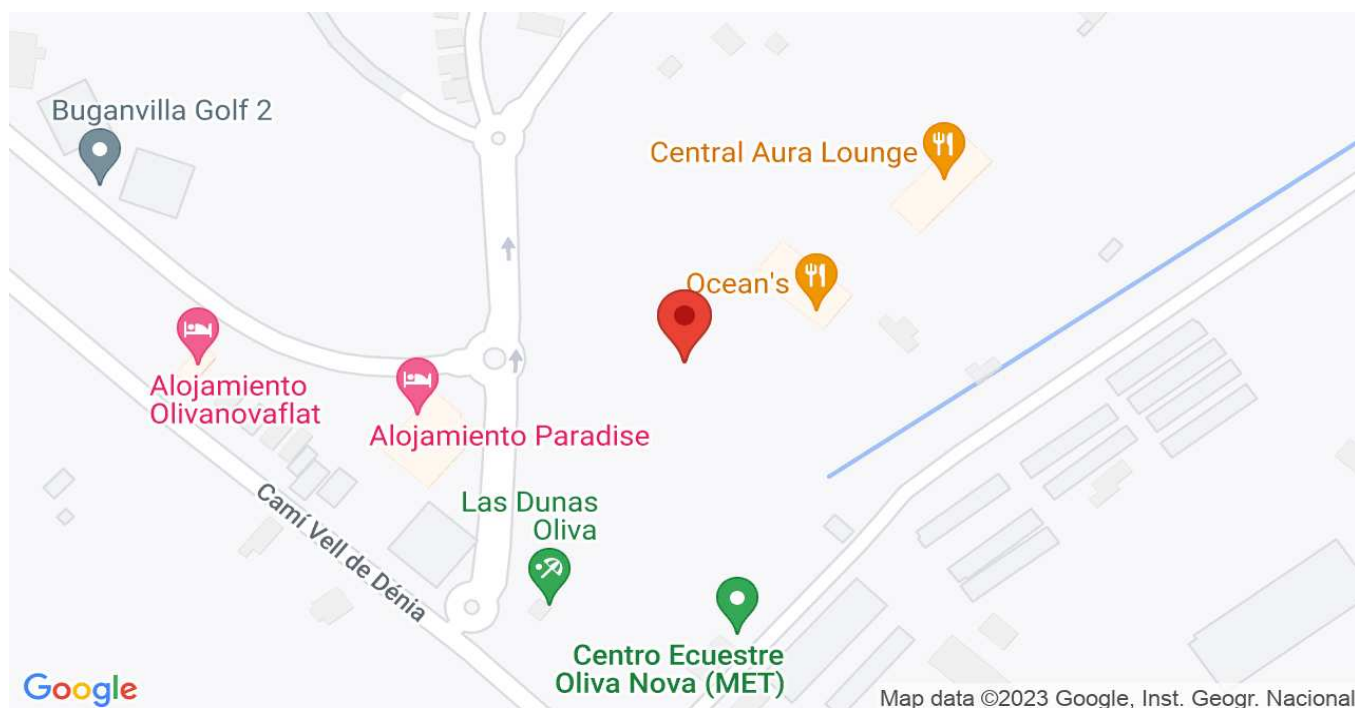 Buganvilla Golf 2
Central Aura Lounge
Ocean's
Alojamiento
Olivanovaflat
Alojamiento Paradise
Las Dunas
Oliva
Camí Vell de Dénia
Centro Ecuestre
Oliva Nova (MET)
Google
Map data ©2023 Google, Inst. Geogr. Nacional